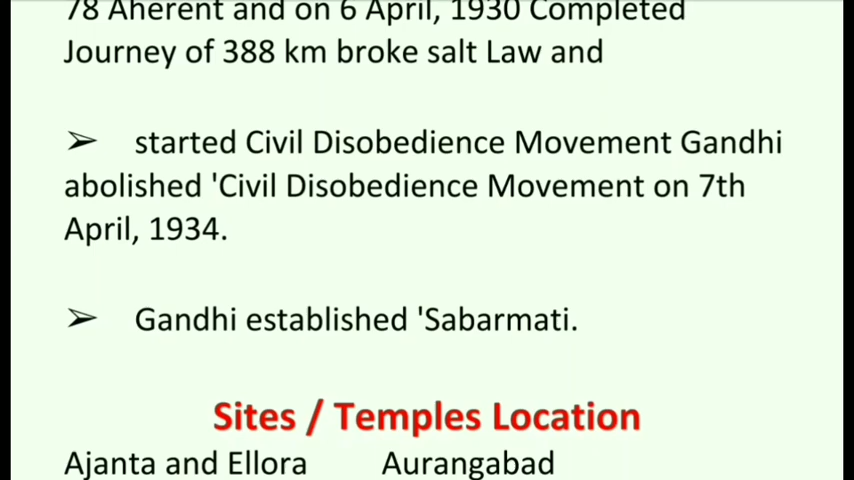 78 Aherent and on 6 April, 1930 Completed
Journey of 388 km broke salt Law and
➢ started Civil Disobedience Movement Gandhi
abolished 'Civil Disobedience Movement on 7th
April, 1934.
➢ Gandhi established 'Sabarmati.
Sites / Temples Location
Ajanta and Ellora Aurangabad